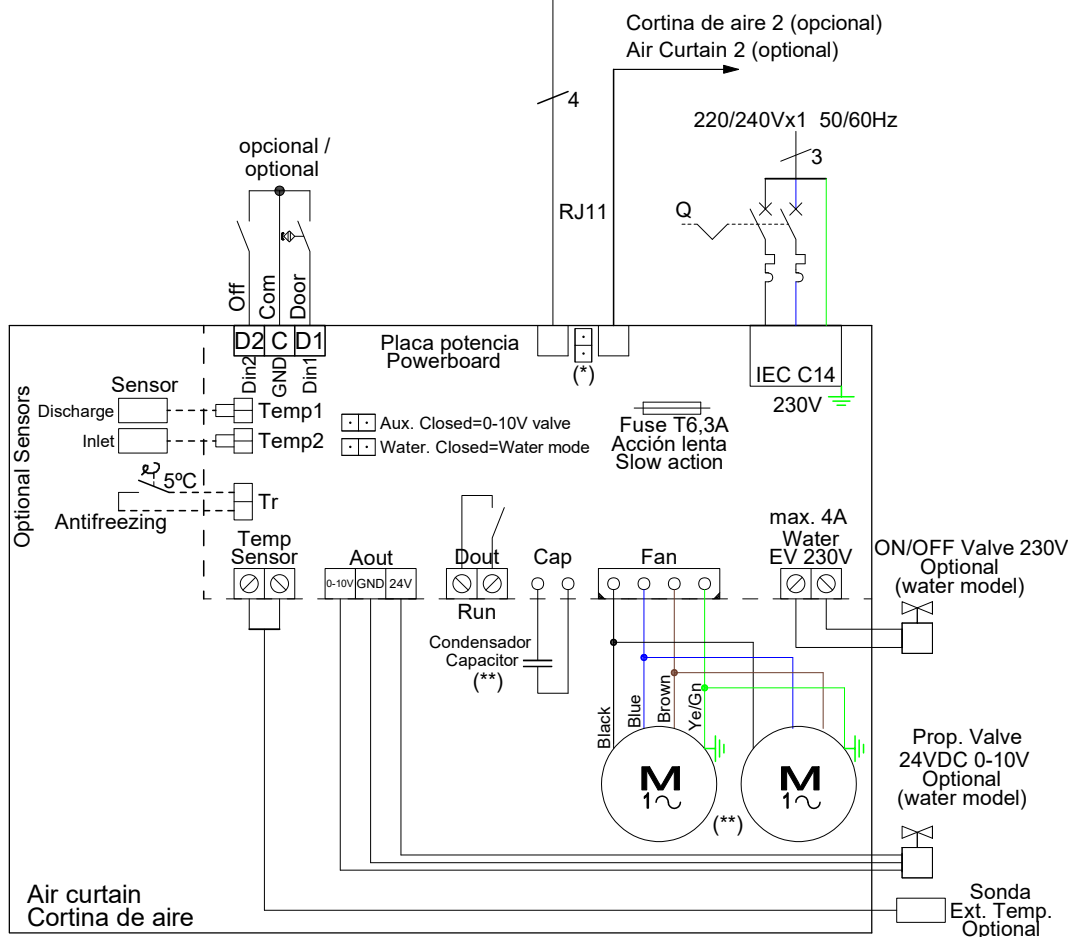 Cortina de aire 2 (opcional)
Air Curtain 2 (optional)
4
220/240Vx1 50/60Hz
3
opcional /
optional
RJ11
Q
Off
Com
Door
D2 C D1
Din2
GND
Din1
Placa potencia
Powerboard
(*)
IEC C14
230V
Optional Sensors
Sensor
Discharge
Temp1
Inlet
Temp2
Aux. Closed=0-10V valve
Water. Closed=Water mode
Fuse T6,3A
Acción lenta
Slow action
5ºC
Tr
Antifreezing
Temp
Sensor
Aout
0-10V GND 24V
Dout
Run
Cap
Fan
max. 4A
Water
EV 230V
ON/OFF Valve 230V
Optional
(water model)
Condensador
Capacitor
(**)
Black
Blue
Brown
Ye/Gn
M
1
M
1
(**)
Prop. Valve
24VDC 0-10V
Optional
(water model)
Air curtain
Cortina de aire
Sonda
Ext. Temp.
Optional